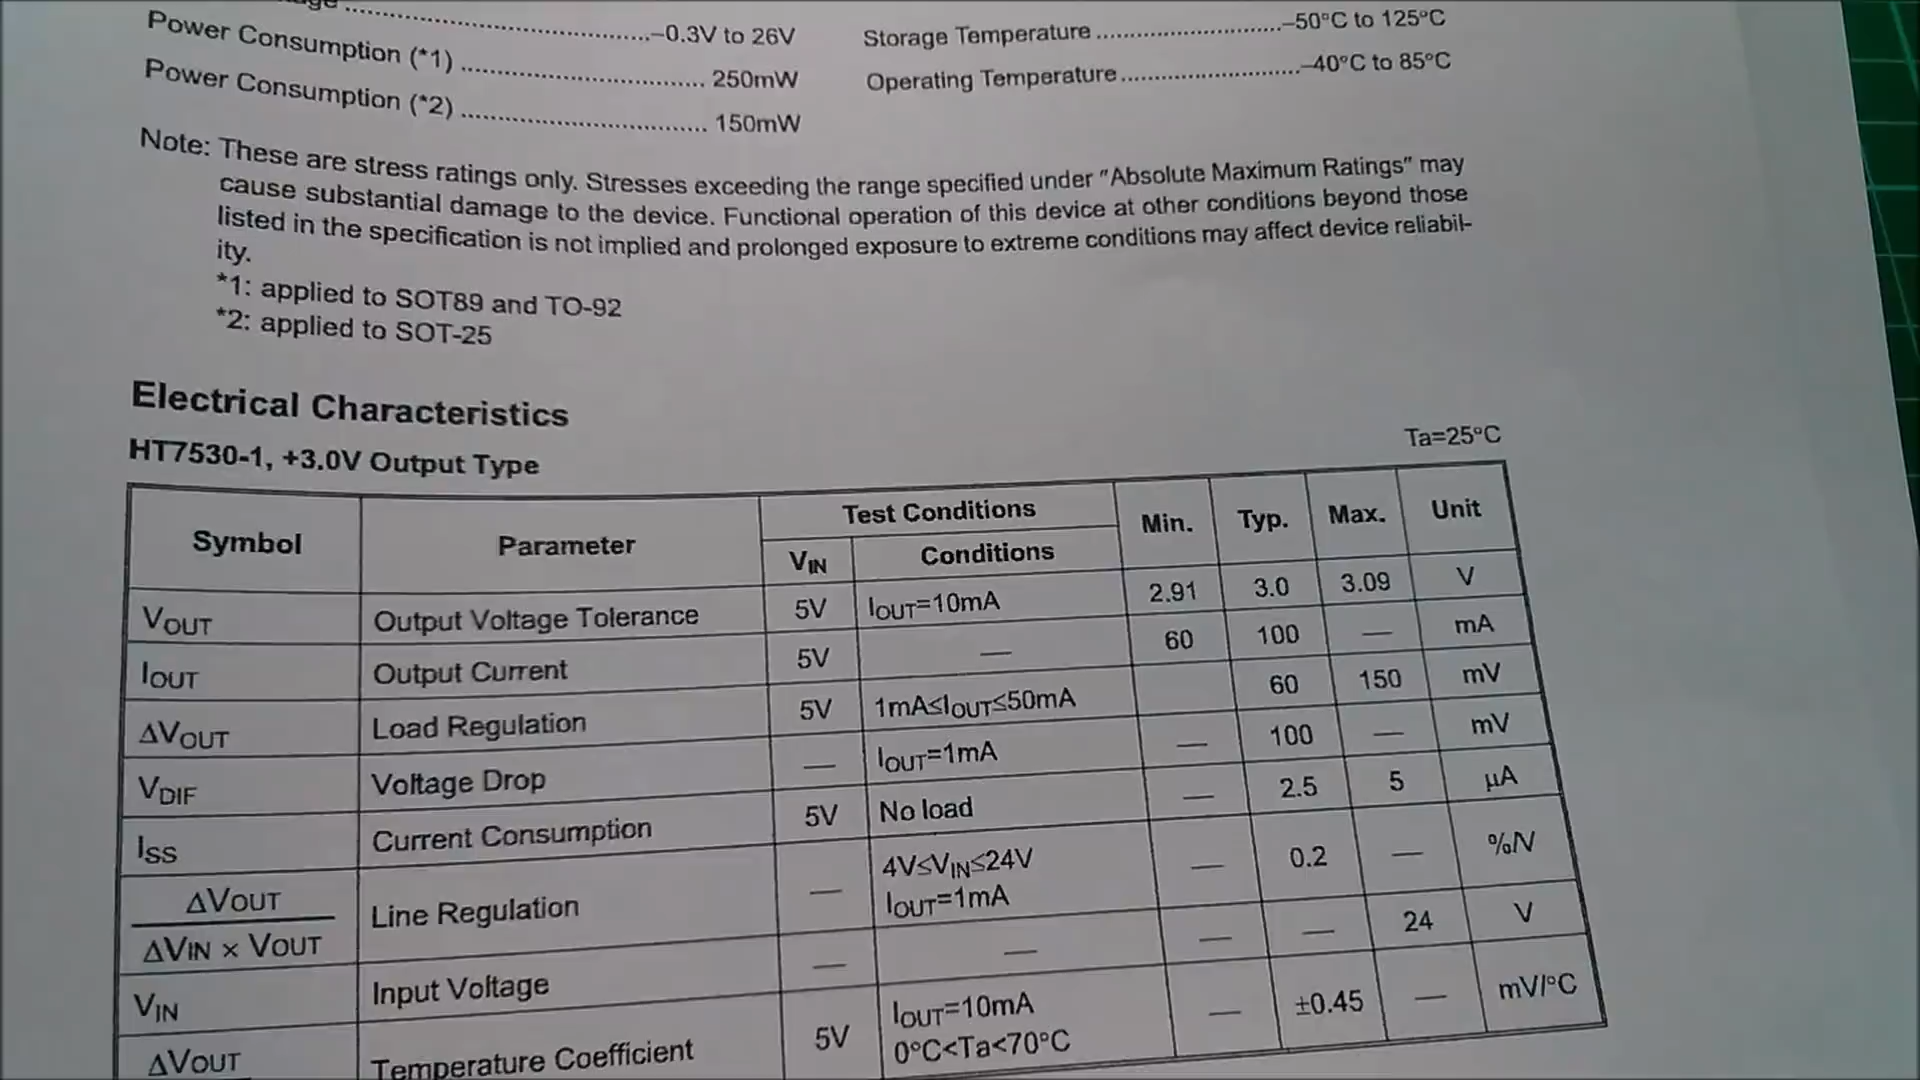 –0.3V to 26V
Power Consumption (*1) 250mW
Power Consumption (*2) 150mW
Storage Temperature –50°C to 125°C
Operating Temperature –40°C to 85°C
Note: These are stress ratings only. Stresses exceeding the range specified under "Absolute Maximum Ratings" may
cause substantial damage to the device. Functional operation of this device at other conditions beyond those
listed in the specification is not implied and prolonged exposure to extreme conditions may affect device reliabil-
ity.
*1: applied to SOT89 and TO-92
*2: applied to SOT-25
Electrical Characteristics
HT7530-1, +3.0V Output Type
Ta=25°C
Symbol Parameter Test Conditions Min. Typ. Max. Unit
VIN Conditions
VOUT Output Voltage Tolerance 5V IOUT=10mA 2.91 3.0 3.09 V
IOUT Output Current 5V — 60 100 — mA
ΔVOUT Load Regulation 5V 1mA≤IOUT≤50mA 60 150 mV
VDIF Voltage Drop — IOUT=1mA — 100 — mV
ISS Current Consumption 5V No load — 2.5 5 µA
ΔVOUT
ΔVIN × VOUT Line Regulation — 4V≤VIN≤24V
IOUT=1mA — 0.2 — %/V
VIN Input Voltage — — — — 24 V
ΔVOUT Temperature Coefficient 5V IOUT=10mA
0°C<Ta<70°C — ±0.45 — mV/°C